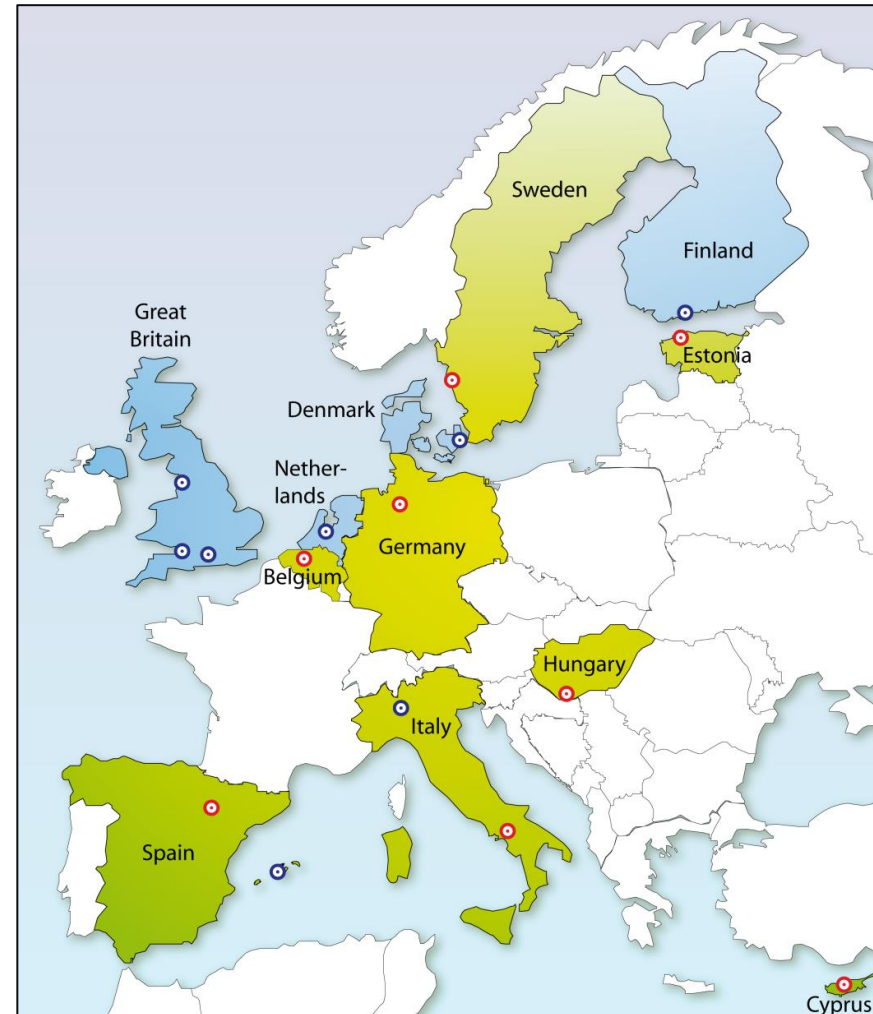 Sweden
Finland
Great
Britain
Estonia
Denmark
Nether-
lands
Germany
Belgium
Hungary
Italy
Spain
Cyprus